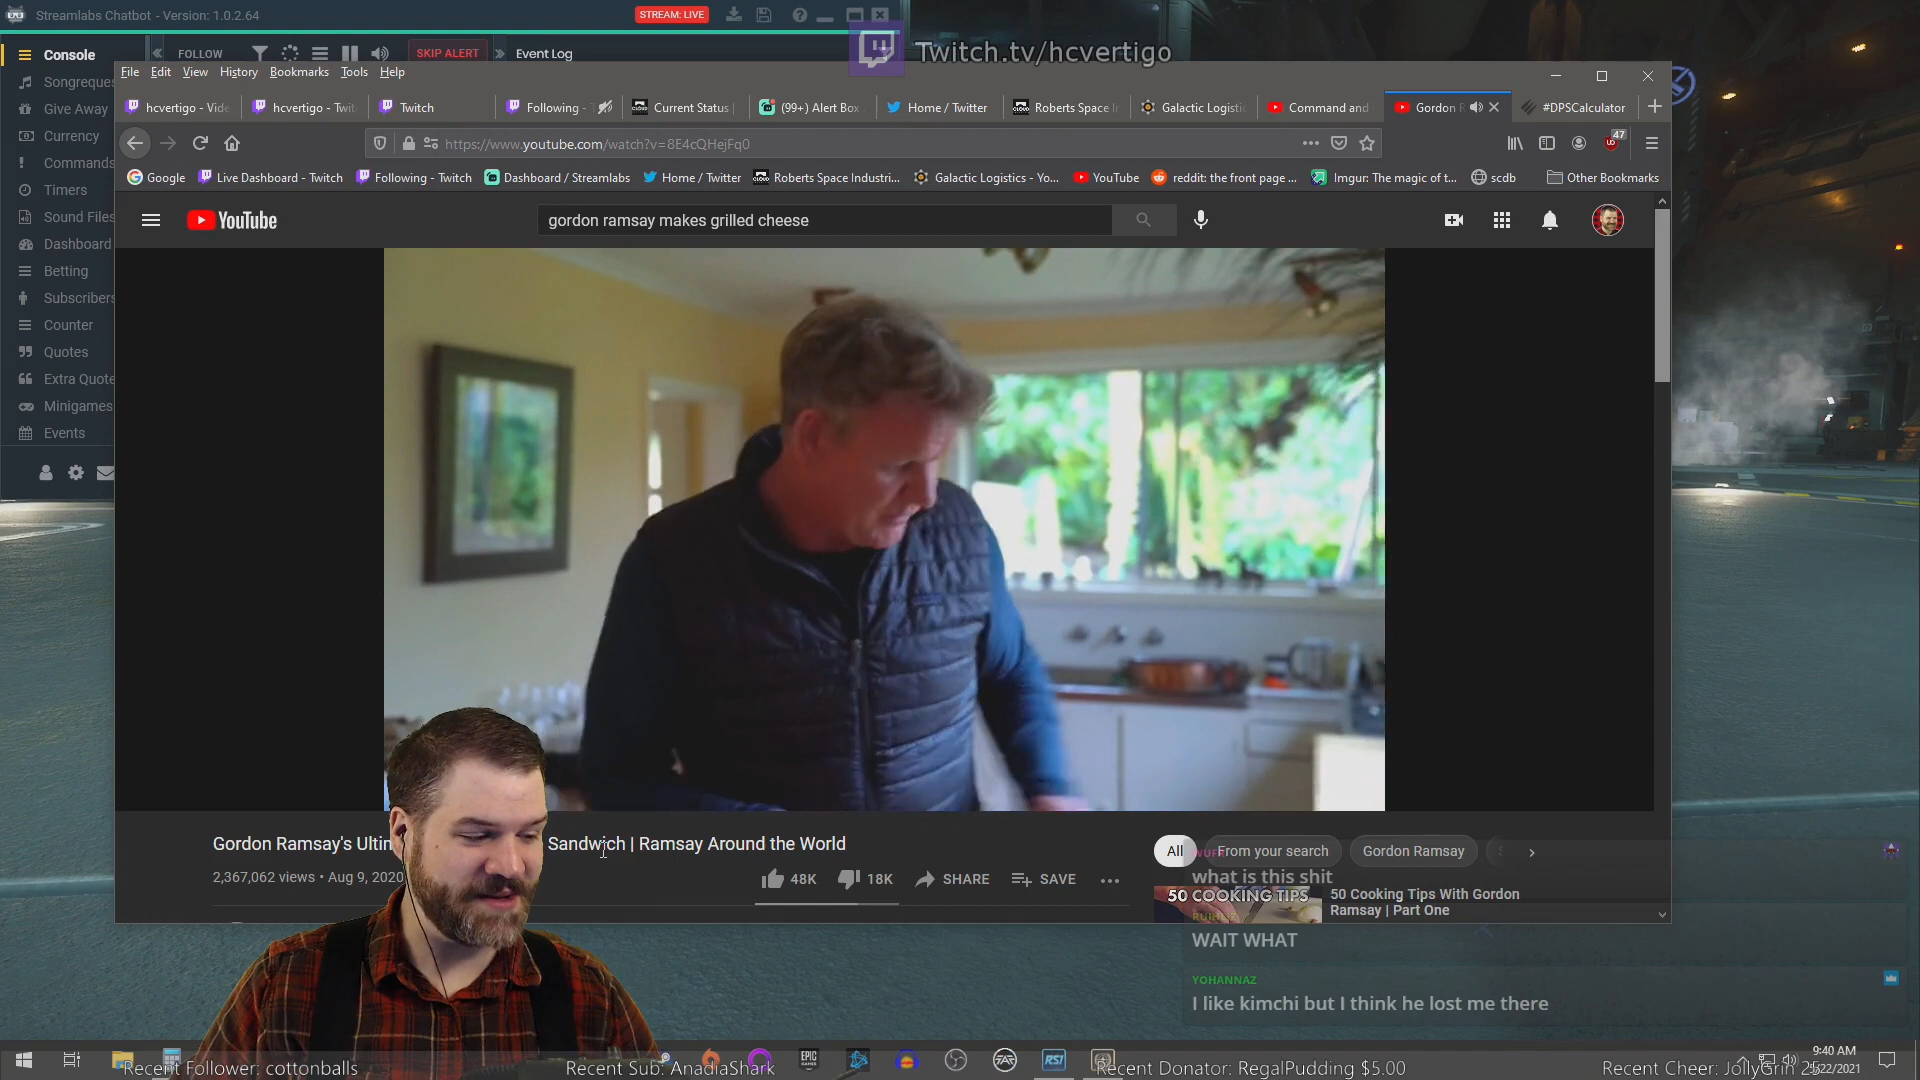 Streamlabs Chatbot - Version: 1.0.2.64
STREAM: LIVE
Console
FOLLOW
SKIP ALERT
Event Log
Twitch.tv/hcvertigo
File Edit View History Bookmarks Tools Help
hcvertigo - Vide
hcvertigo - Twit
Twitch
Following -
Current Status
(99+) Alert Box
Home / Twitter
Roberts Space I
Galactic Logisti
Command and
Gordon R
#DPSCalculator
https://www.youtube.com/watch?v=8E4cQHejFq0
47
Google
Live Dashboard - Twitch
Following - Twitch
Dashboard / Streamlabs
Home / Twitter
Roberts Space Industri...
Galactic Logistics - Yo...
YouTube
reddit: the front page ...
Imgur: The magic of t...
scdb
Other Bookmarks
Songreques
Give Away
Currency
Commands
Timers
Sound Files
Dashboard
Betting
Subscribers
Counter
Quotes
Extra Quote
Minigames
Events
YouTube
gordon ramsay makes grilled cheese
Gordon Ramsay's Ultim Sandwich | Ramsay Around the World
2,367,062 views • Aug 9, 2020
48K
18K
SHARE
SAVE
All
From your search
Gordon Ramsay
what is this shit
50 COOKING TIPS
50 Cooking Tips With Gordon
Ramsay | Part One
WAIT WHAT
YOHANNAZ
I like kimchi but I think he lost me there
EPIC
GAMES
RSI
9:40 AM
Recent Follower: cottonballs
Recent Sub: AnadiaShark
Recent Donator: RegalPudding $5.00
Recent Cheer: JollyGrin
22/2021